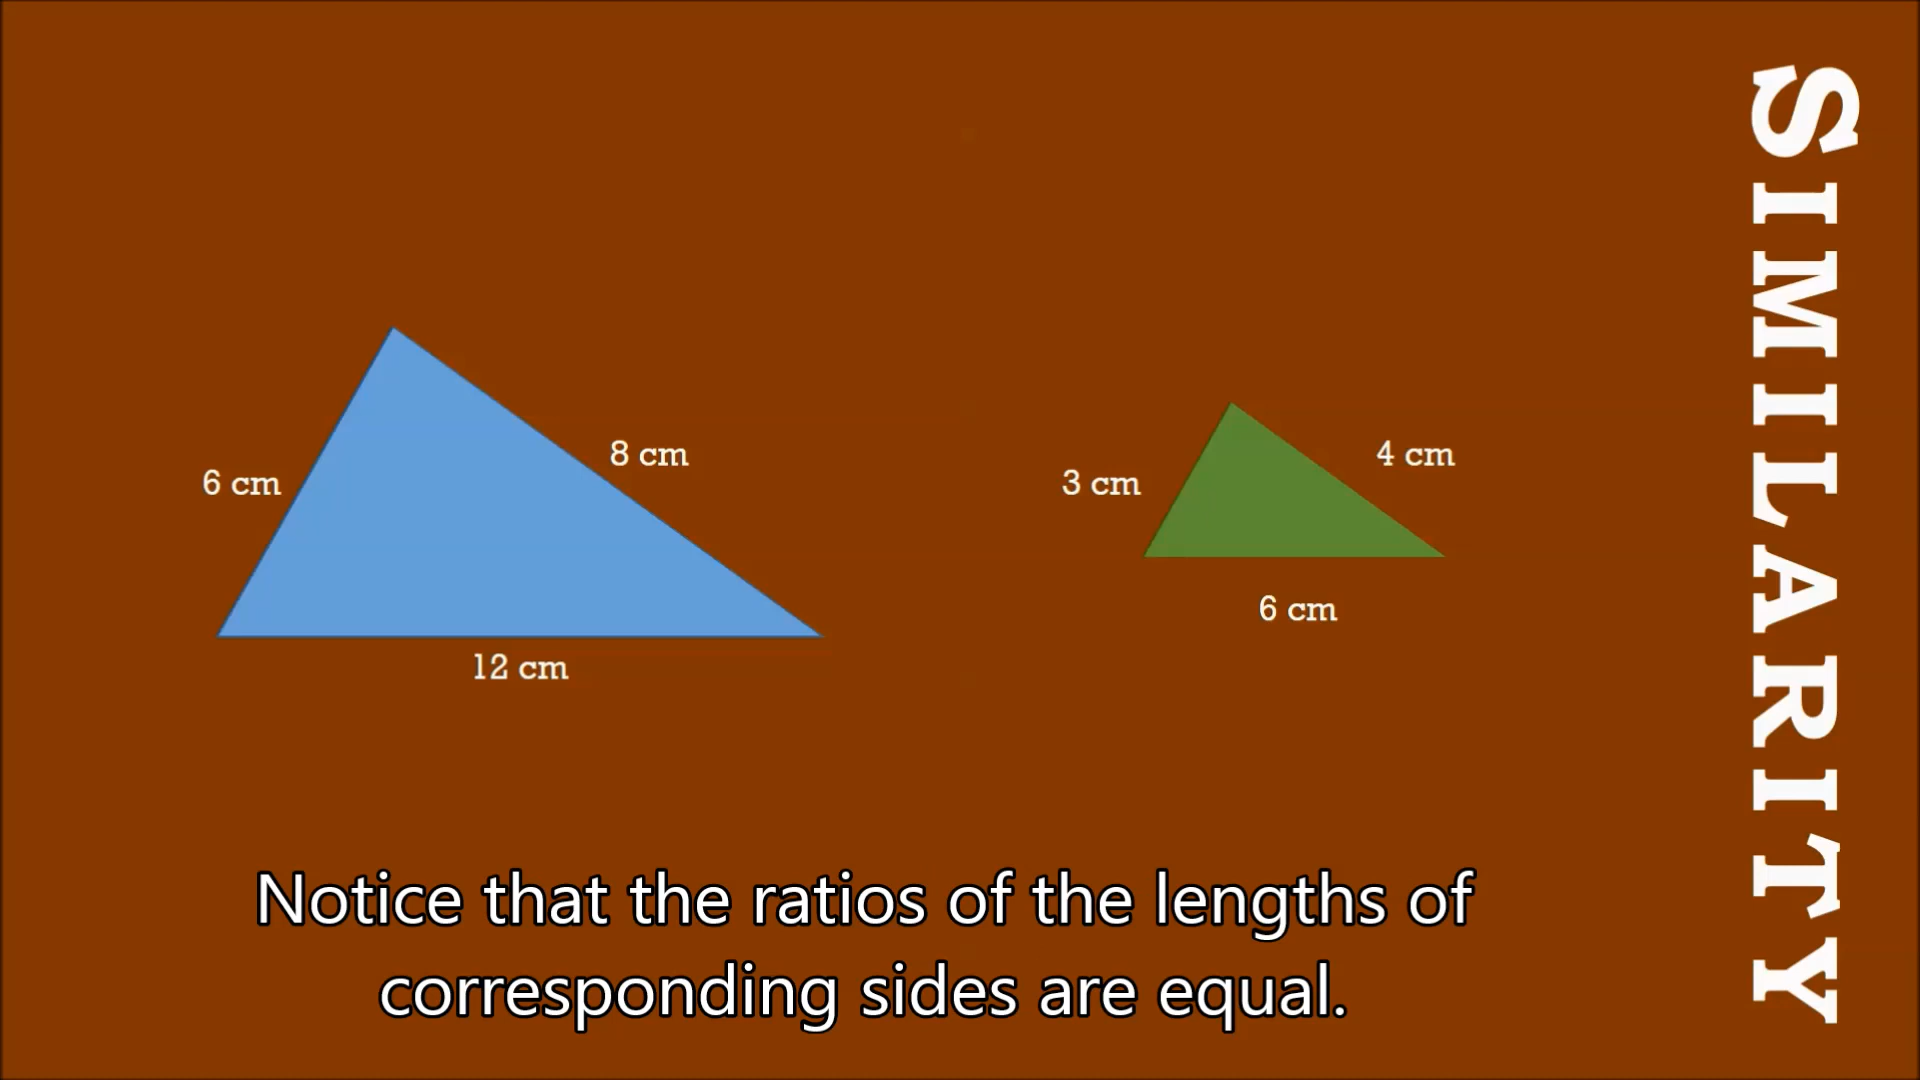 SIMILARITY
8 cm
6 cm
12 cm
4 cm
3 cm
6 cm
Notice that the ratios of the lengths of
corresponding sides are equal.